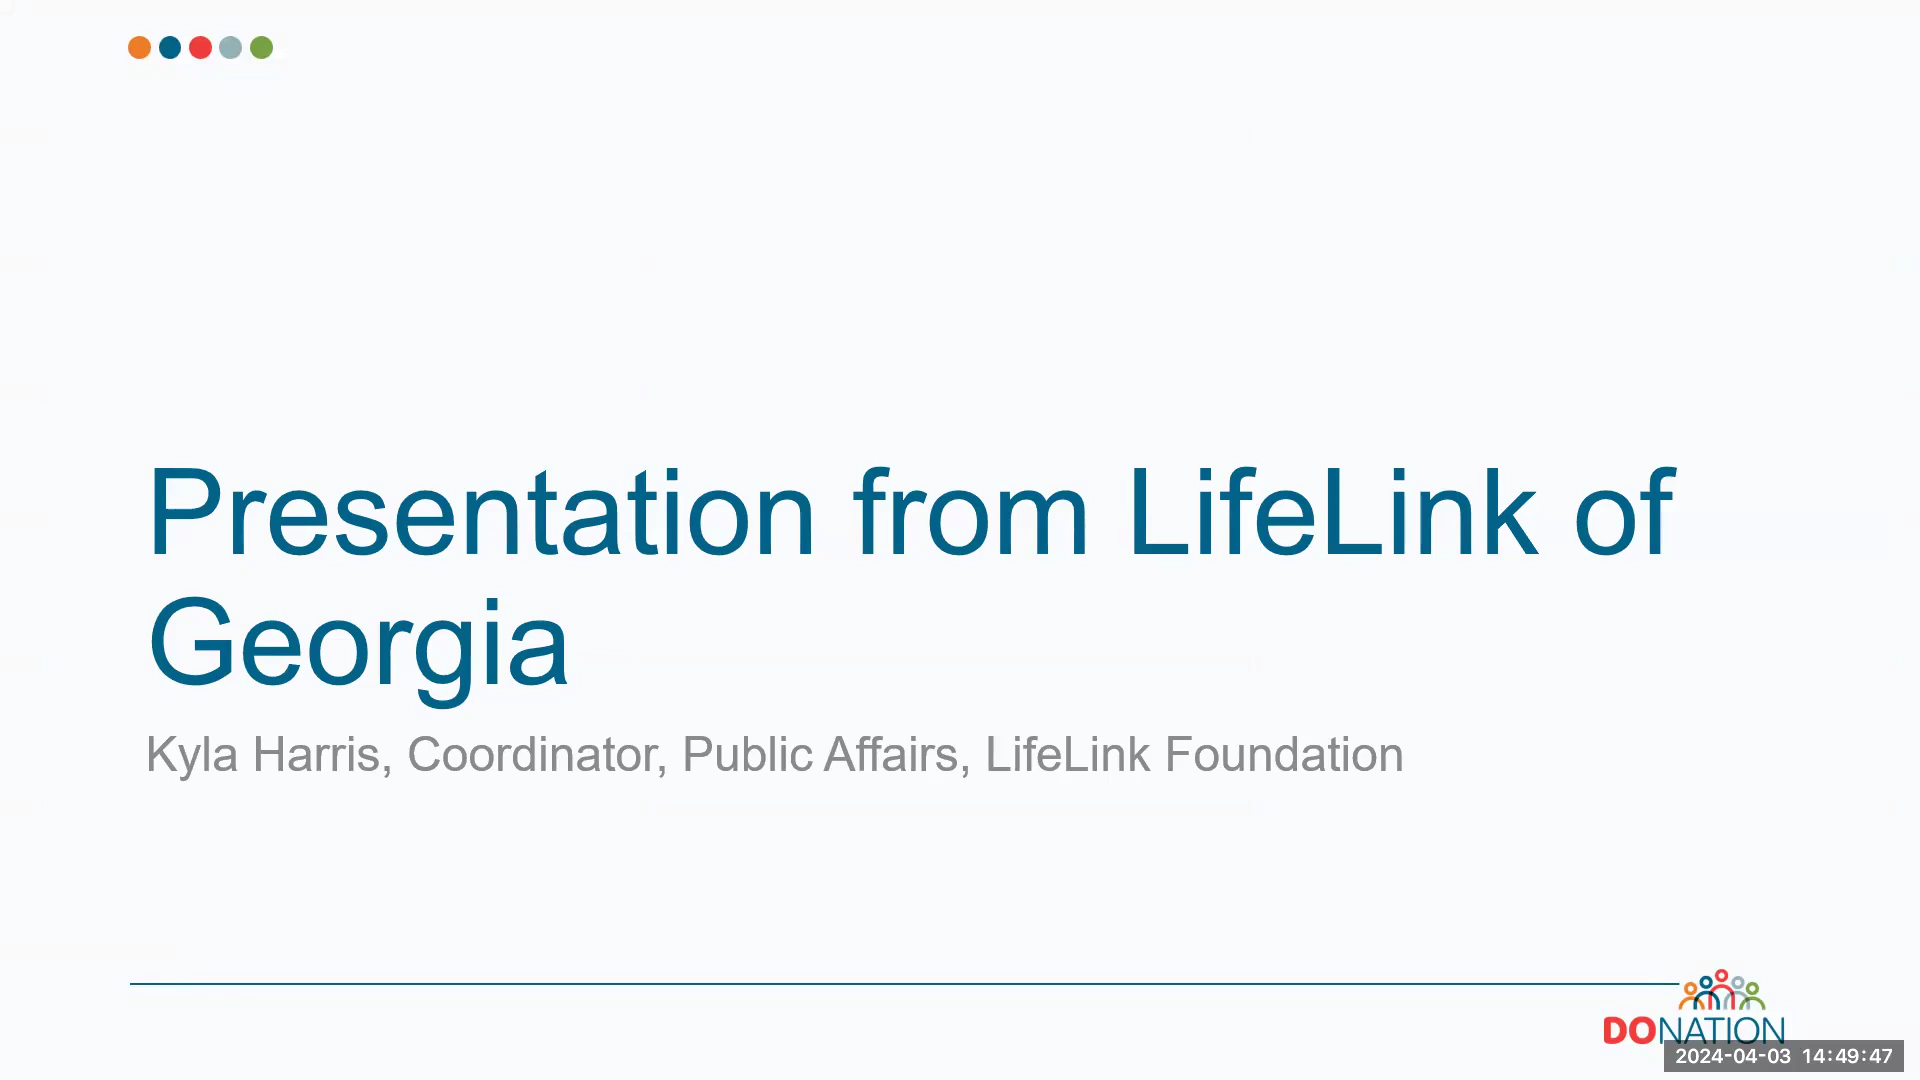 Presentation from LifeLink of
Georgia
Kyla Harris, Coordinator, Public Affairs, LifeLink Foundation
DONATION
2024-04-03 14:49:47